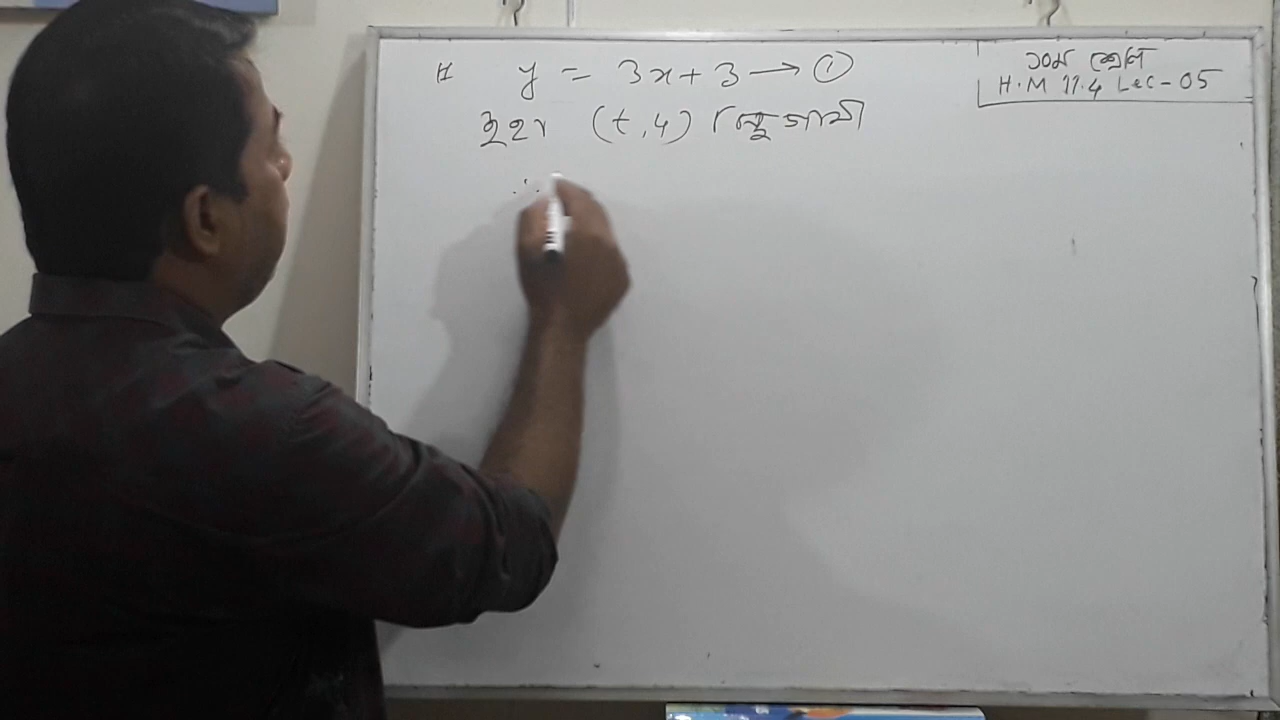 # y = 3x + 3 → ①
ইহা (t, 4) বিন্দুগামী
∴
১০ম শ্রেণি
H.M 11.4 Lec - 05